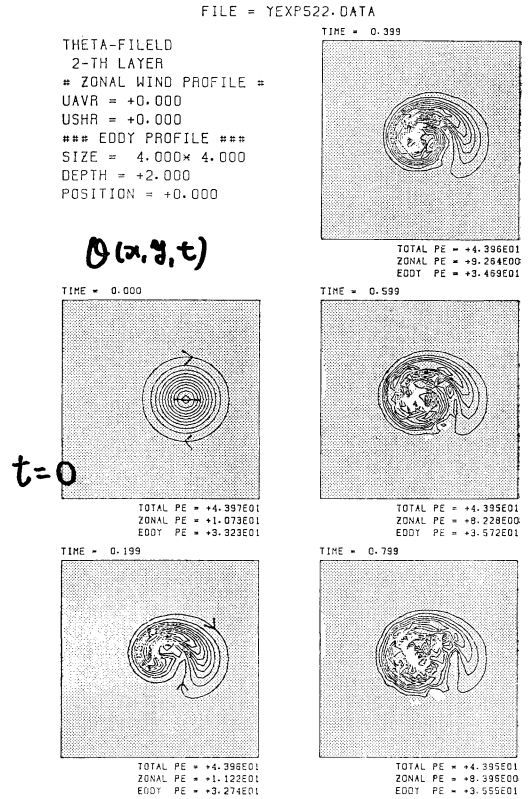 FILE = YEXP522.DATA
THETA-FILELD
2-TH LAYER
# ZONAL WIND PROFILE #
UAVR = +0.000
USHR = +0.000
### EDDY PROFILE ###
SIZE = 4.000× 4.000
DEPTH = +2.000
POSITION = +0.000
Θ(x,y,t)
TIME = 0.000
t=0
TOTAL PE = +4.397E01
ZONAL PE = +1.073E01
EDDY PE = +3.323E01
TIME = 0.199
TOTAL PE = +4.396E01
ZONAL PE = +1.122E01
EDDY PE = +3.274E01
TIME = 0.399
TOTAL PE = +4.396E01
ZONAL PE = +9.264E00
EDDY PE = +3.469E01
TIME = 0.599
TOTAL PE = +4.395E01
ZONAL PE = +8.228E00
EDDY PE = +3.572E01
TIME = 0.799
TOTAL PE = +4.395E01
ZONAL PE = +8.396E00
EDDY PE = +3.555E01